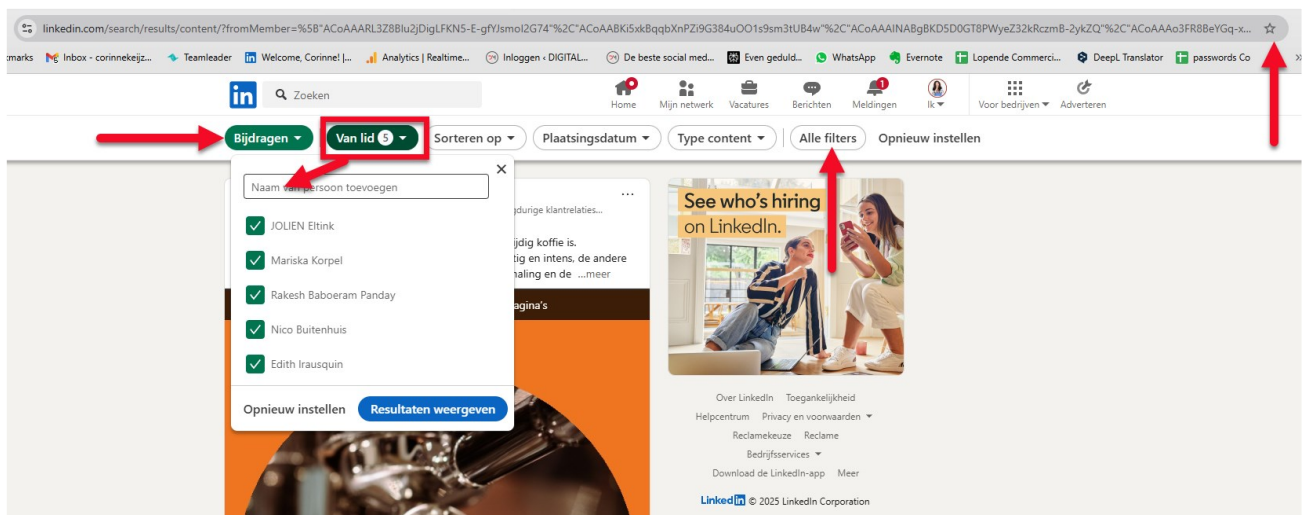 linkedin.com/search/results/content/?fromMember=%5B"ACoAAARL3Z8Blu2jDigLFKN5-E-gfYJsmoI2G74"%2C"ACoAABKi5xkBqqbXnPZi9G384uOO1s9sm3tUB4w"%2C"ACoAAAINABgBKD5D0GT8PWyeZ32kRczmB-2ykZQ"%2C"ACoAAAo3FR8BeYGq-x...
marks Inbox - corinnekeijz... Teamleader Welcome, Corinne! |... Analytics | Realtime... Inloggen ‹ DIGITAL... De beste social med... Even geduld... WhatsApp Evernote Lopende Commerci... DeepL Translator passwords Co »
in Zoeken Home Mijn netwerk Vacatures Berichten 1 Meldingen Ik Voor bedrijven Adverteren
Bijdragen Van lid 5 Sorteren op Plaatsingsdatum Type content Alle filters Opnieuw instellen
Naam van persoon toevoegen
JOLIEN Eltink
Mariska Korpel
Rakesh Baboeram Panday
Nico Buitenhuis
Edith Irausquin
Opnieuw instellen Resultaten weergeven
gdurige klantrelaties...
ijdig koffie is.
tig en intens, de andere
naling en de ...meer
agina's
See who's hiring
on LinkedIn.
Over LinkedIn Toegankelijkheid
Helpcentrum Privacy en voorwaarden
Reclamekeuze Reclame
Bedrijfsservices
Download de LinkedIn-app Meer
LinkedIn © 2025 LinkedIn Corporation